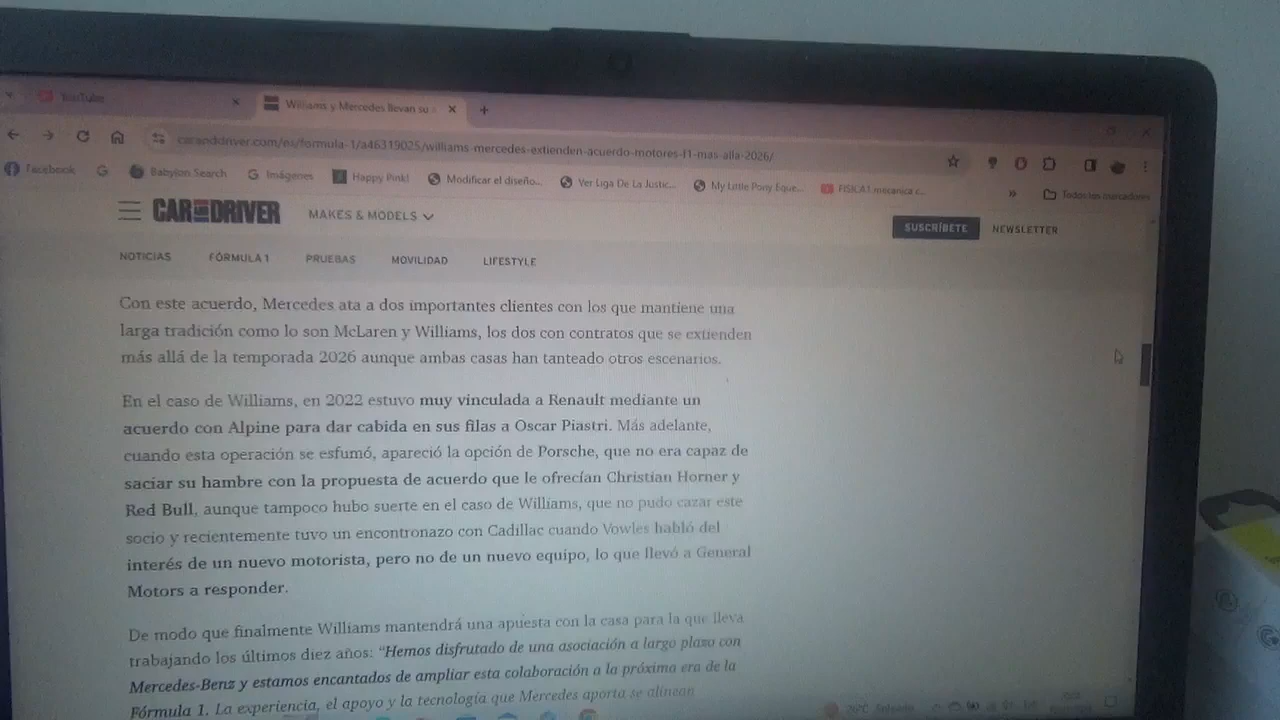 YouTube
Williams y Mercedes llevan su
caranddriver.com/es/formula-1/a46319025/williams-mercedes-extienden-acuerdo-motores-f1-mas-alla-2026/
Facebook Babylon Search Imágenes Happy Pink! Modificar el diseño... Ver Liga De La Justic... My Little Pony Eque... FISICA1 mecanica c... » Todos los marcadores
CAR AND DRIVER MAKES & MODELS SUSCRÍBETE NEWSLETTER
NOTICIAS FÓRMULA 1 PRUEBAS MOVILIDAD LIFESTYLE
Con este acuerdo, Mercedes ata a dos importantes clientes con los que mantiene una
larga tradición como lo son McLaren y Williams, los dos con contratos que se extienden
más allá de la temporada 2026 aunque ambas casas han tanteado otros escenarios.
En el caso de Williams, en 2022 estuvo muy vinculada a Renault mediante un
acuerdo con Alpine para dar cabida en sus filas a Oscar Piastri. Más adelante,
cuando esta operación se esfumó, apareció la opción de Porsche, que no era capaz de
saciar su hambre con la propuesta de acuerdo que le ofrecían Christian Horner y
Red Bull, aunque tampoco hubo suerte en el caso de Williams, que no pudo cazar este
socio y recientemente tuvo un encontronazo con Cadillac cuando Vowles habló del
interés de un nuevo motorista, pero no de un nuevo equipo, lo que llevó a General
Motors a responder.
De modo que finalmente Williams mantendrá una apuesta con la casa para la que lleva
trabajando los últimos diez años: “Hemos disfrutado de una asociación a largo plazo con
Mercedes-Benz y estamos encantados de ampliar esta colaboración a la próxima era de la
Fórmula 1. La experiencia, el apoyo y la tecnología que Mercedes aporta se alinean